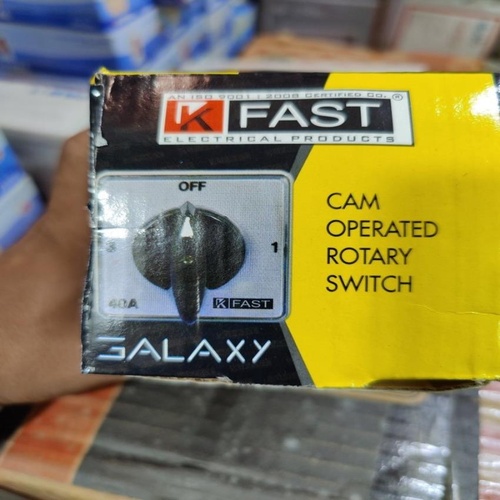 AN ISO 9001 : 2008 CERTIFIED CO.
K FAST ®
ELECTRICAL PRODUCTS
OFF
1
40A
K FAST
GALAXY
CAM
OPERATED
ROTARY
SWITCH